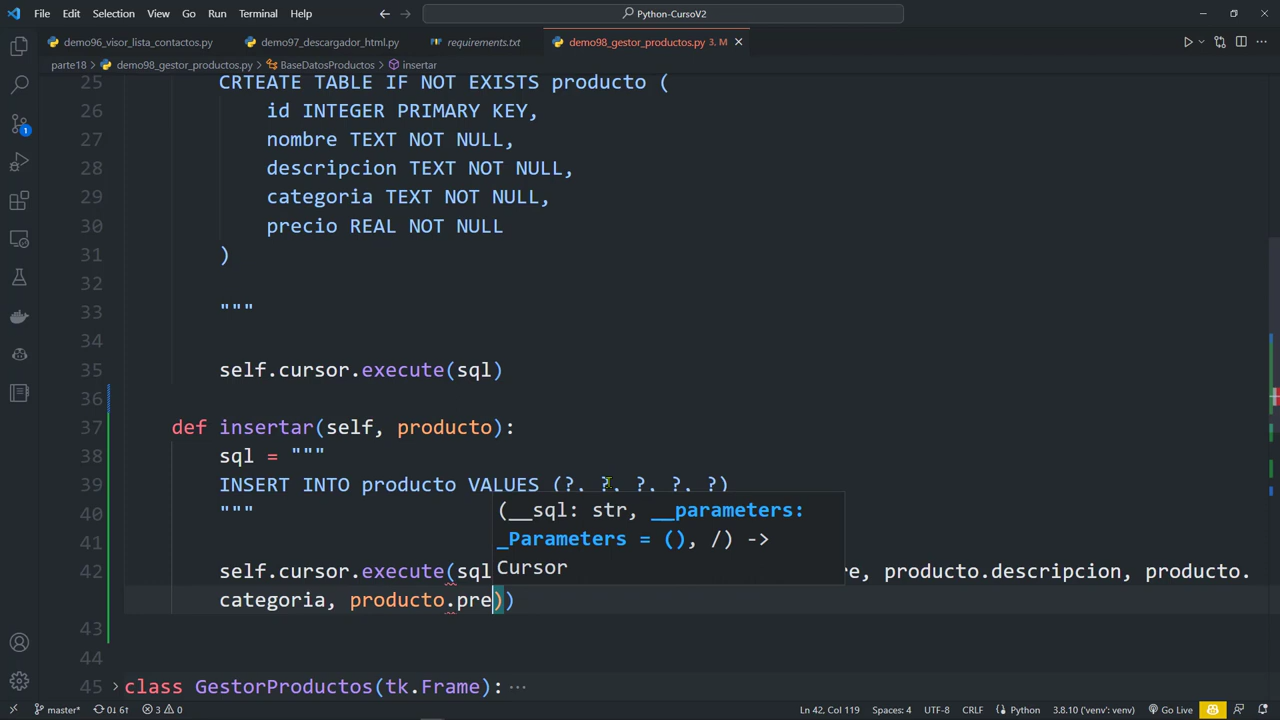 File Edit Selection View Go Run Terminal Help Python-CursoV2
demo96_visor_lista_contactos.py demo97_descargador_html.py requirements.txt demo98_gestor_productos.py 3, M
parte18 > demo98_gestor_productos.py > BaseDatosProductos > insertar
25 CRTEATE TABLE IF NOT EXISTS producto (
26 id INTEGER PRIMARY KEY,
27 nombre TEXT NOT NULL,
28 descripcion TEXT NOT NULL,
29 categoria TEXT NOT NULL,
30 precio REAL NOT NULL
31 )
32
33 """
34
35 self.cursor.execute(sql)
36
37 def insertar(self, producto):
38 sql = """
39 INSERT INTO producto VALUES (?, ?, ?, ?, ?)
40 """
(__sql: str, __parameters:
41
_Parameters = (), /) ->
Cursor
42 self.cursor.execute(sql re, producto.descripcion, producto.
categoria, producto.pre))
43
44
45 class GestorProductos(tk.Frame): ...
master* 0↓ 6↑ 3 0 Ln 42, Col 119 Spaces: 4 UTF-8 CRLF Python 3.8.10 ('venv': venv) Go Live